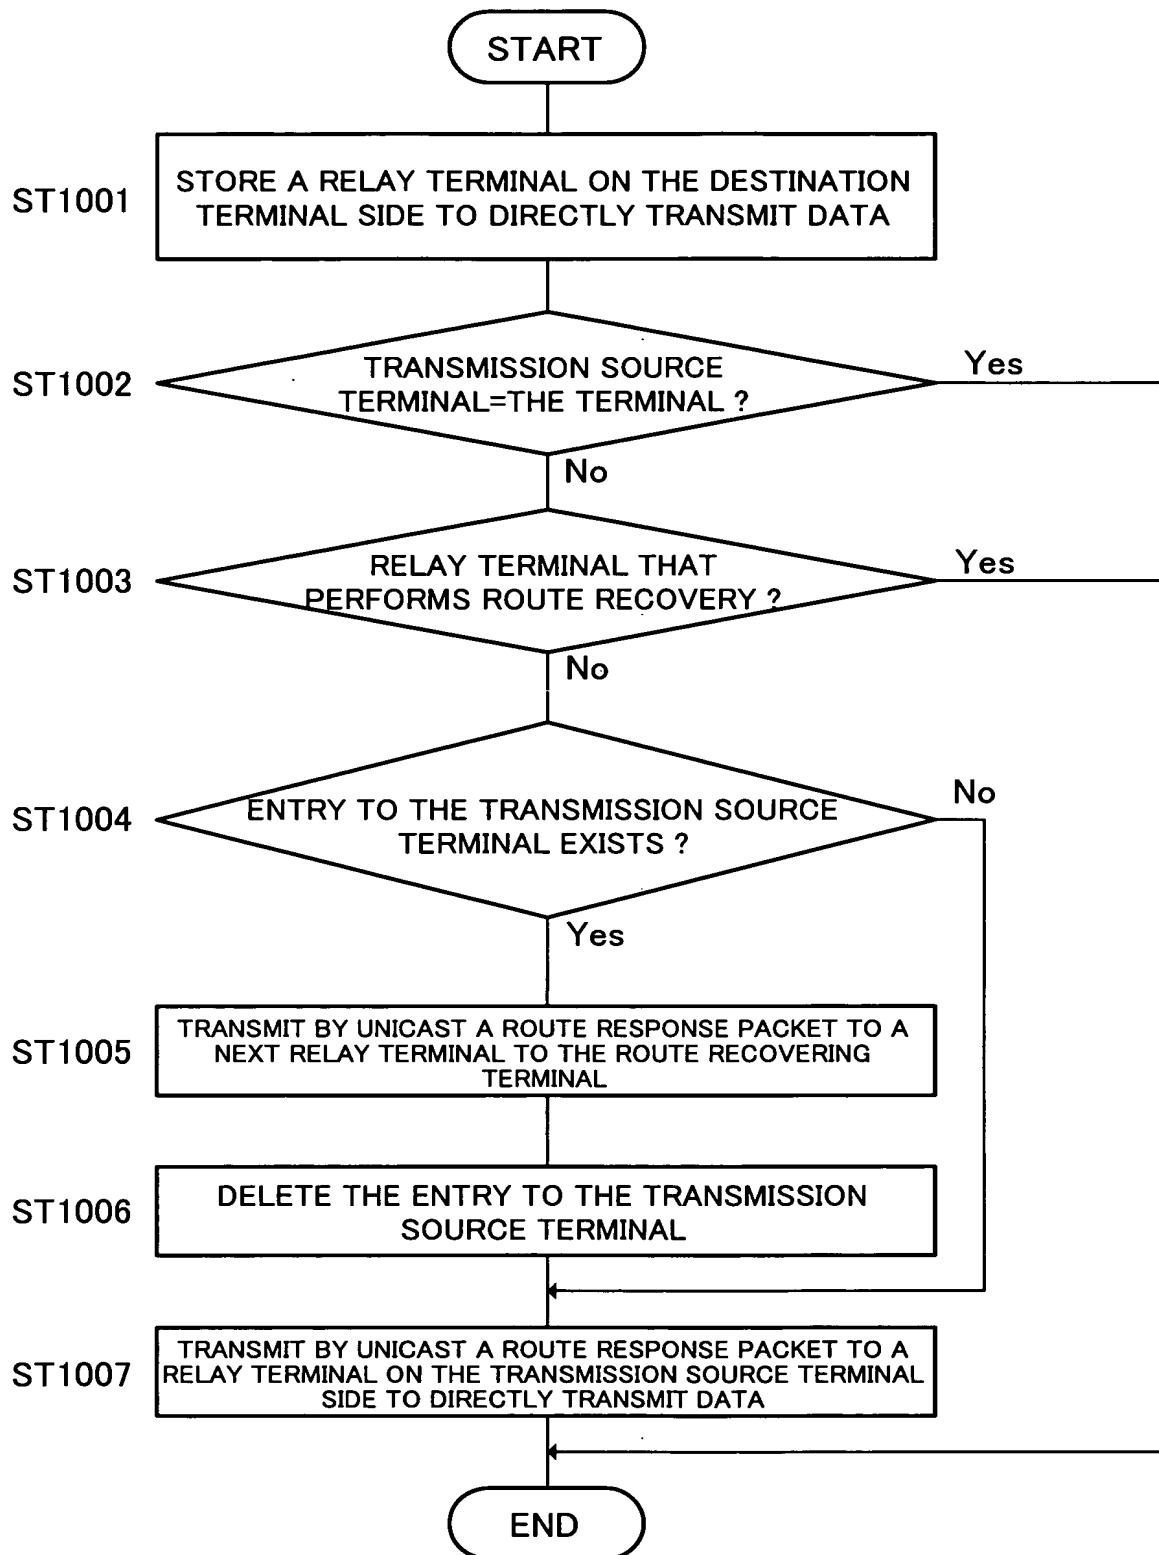 START
ST1001
STORE A RELAY TERMINAL ON THE DESTINATION
TERMINAL SIDE TO DIRECTLY TRANSMIT DATA
ST1002
TRANSMISSION SOURCE
TERMINAL=THE TERMINAL ?
Yes
No
ST1003
RELAY TERMINAL THAT
PERFORMS ROUTE RECOVERY ?
Yes
No
ST1004
ENTRY TO THE TRANSMISSION SOURCE
TERMINAL EXISTS ?
No
Yes
ST1005
TRANSMIT BY UNICAST A ROUTE RESPONSE PACKET TO A
NEXT RELAY TERMINAL TO THE ROUTE RECOVERING
TERMINAL
ST1006
DELETE THE ENTRY TO THE TRANSMISSION
SOURCE TERMINAL
ST1007
TRANSMIT BY UNICAST A ROUTE RESPONSE PACKET TO A
RELAY TERMINAL ON THE TRANSMISSION SOURCE TERMINAL
SIDE TO DIRECTLY TRANSMIT DATA
END